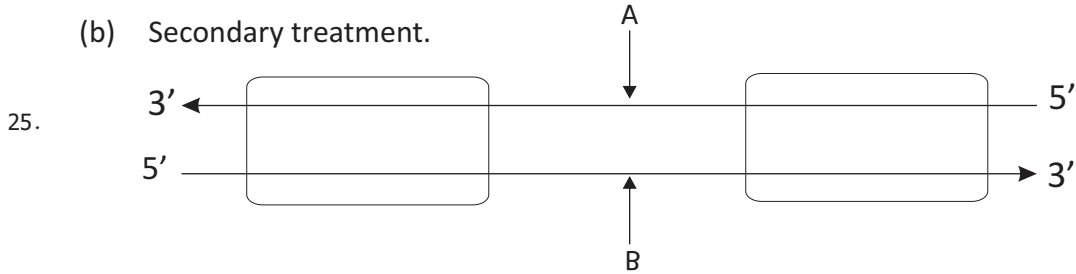 (b) Secondary treatment.
A
3’ 5’
25.
5’ 3’
B